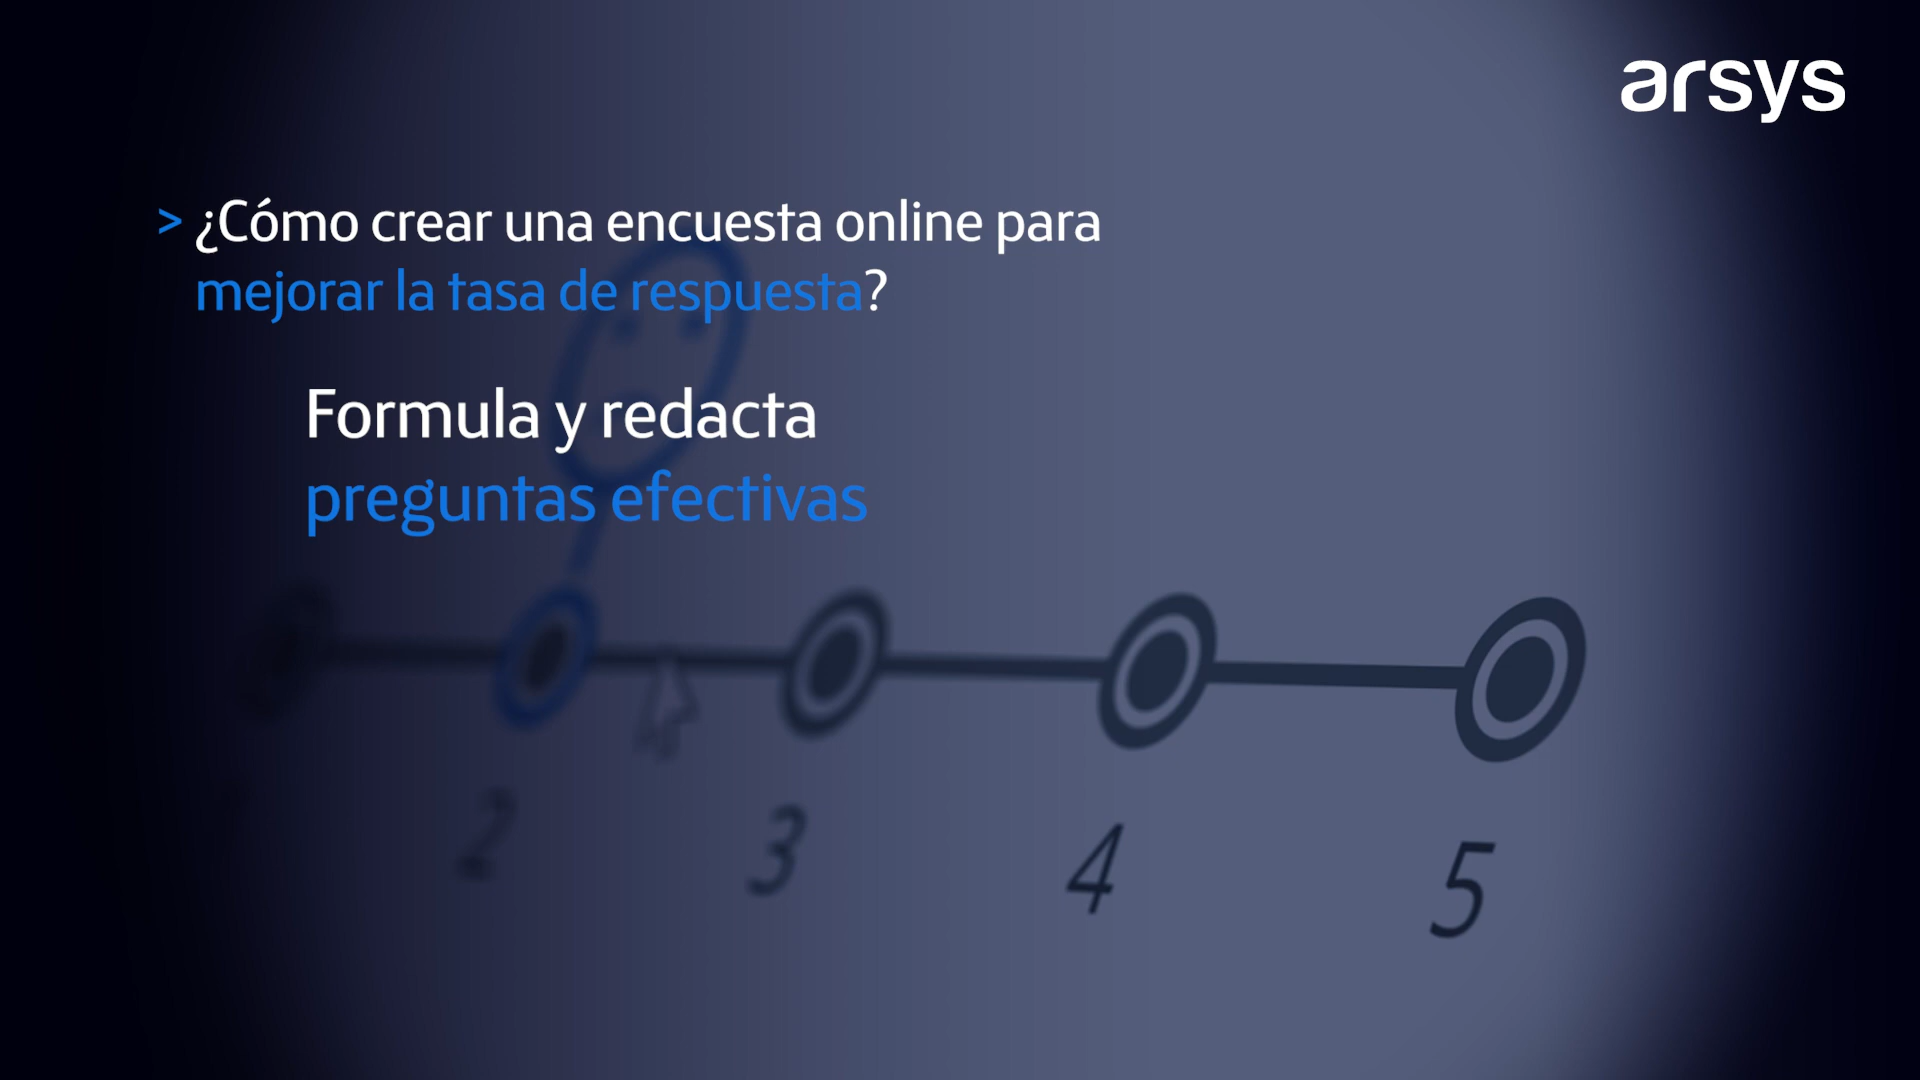 arsys
> ¿Cómo crear una encuesta online para
mejorar la tasa de respuesta?
Formula y redacta
preguntas efectivas
2 3 4 5